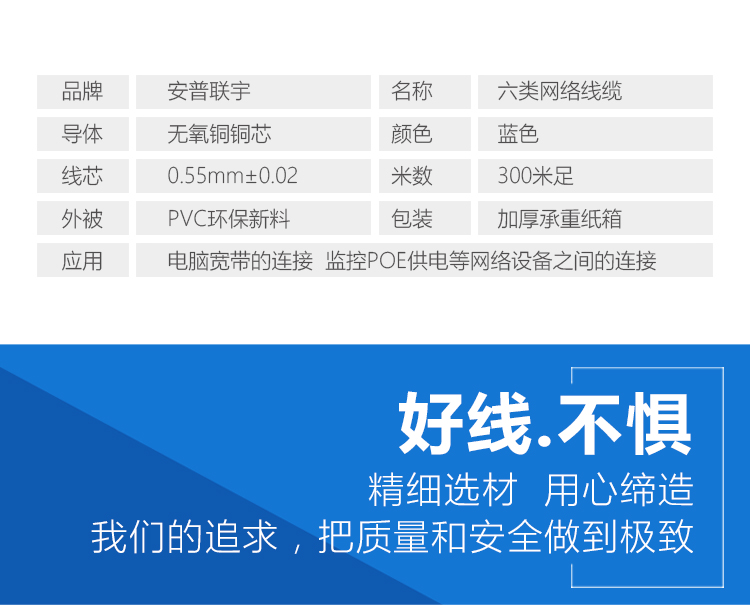 品牌 安普联宇 名称 六类网络线缆
导体 无氧铜铜芯 颜色 蓝色
线芯 0.55mm±0.02 米数 300米足
外被 PVC环保新料 包装 加厚承重纸箱
应用 电脑宽带的连接 监控POE供电等网络设备之间的连接
好线.不惧
精细选材 用心缔造
我们的追求，把质量和安全做到极致